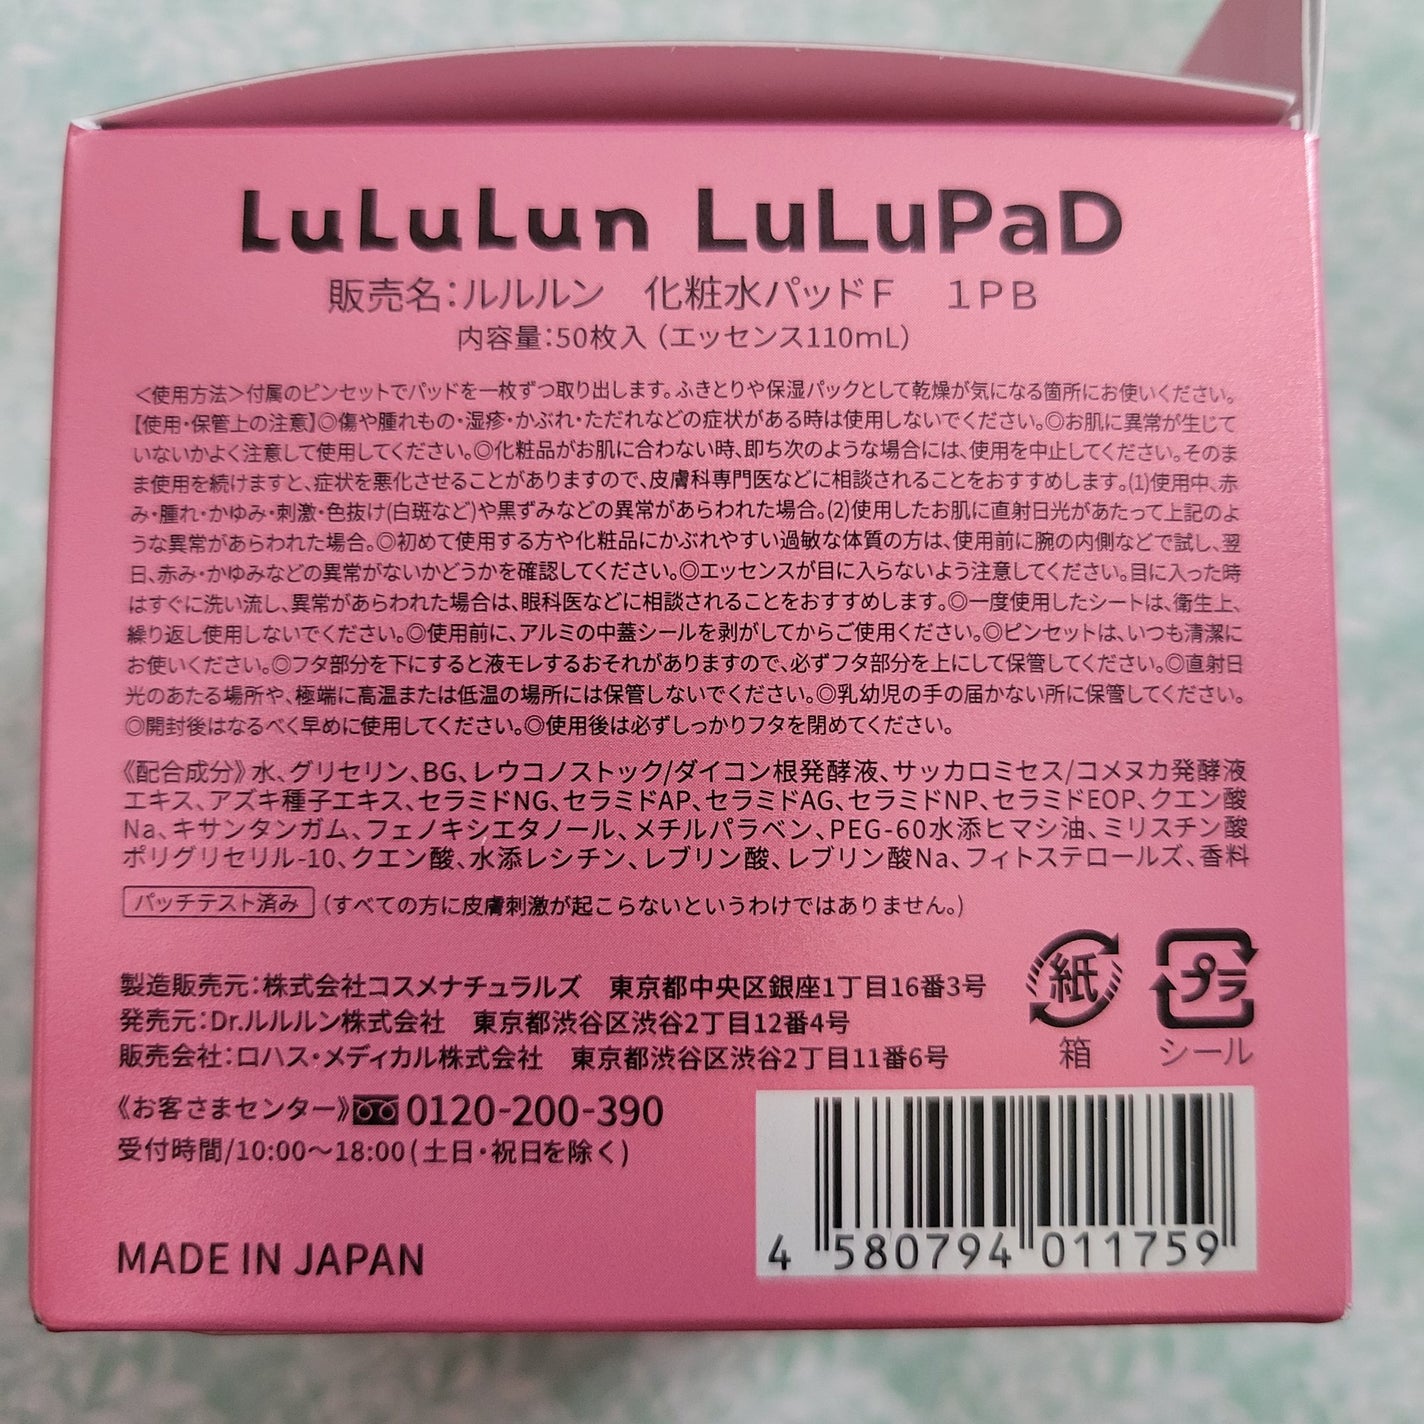 LuLuLun LuLuPaD
販売名：ルルルン　化粧水パッドF　1PB
内容量：50枚入（エッセンス110mL）
＜使用方法＞付属のピンセットでパッドを一枚ずつ取り出します。ふきとりや保湿パックとして乾燥が気になる箇所にお使いください。
【使用・保管上の注意】◎傷や腫れもの・湿疹・かぶれ・ただれなどの症状がある時は使用しないでください。◎お肌に異常が生じて
いないかよく注意して使用してください。◎化粧品がお肌に合わない時、即ち次のような場合には、使用を中止してください。そのま
ま使用を続けますと、症状を悪化させることがありますので、皮膚科専門医などに相談されることをおすすめします。(1)使用中、赤
み・腫れ・かゆみ・刺激・色抜け(白斑など)や黒ずみなどの異常があらわれた場合。(2)使用したお肌に直射日光があたって上記のよ
うな異常があらわれた場合。◎初めて使用する方や化粧品にかぶれやすい過敏な体質の方は、使用前に腕の内側などで試し、翌
日、赤み・かゆみなどの異常がないかどうかを確認してください。◎エッセンスが目に入らないよう注意してください。目に入った時
はすぐに洗い流し、異常があらわれた場合は、眼科医などに相談されることをおすすめします。◎一度使用したシートは、衛生上、
繰り返し使用しないでください。◎使用前に、アルミの中蓋シールを剥がしてからご使用ください。◎ピンセットは、いつも清潔に
お使いください。◎フタ部分を下にすると液モレするおそれがありますので、必ずフタ部分を上にして保管してください。◎直射日
光のあたる場所や、極端に高温または低温の場所には保管しないでください。◎乳幼児の手の届かない所に保管してください。
◎開封後はなるべく早めに使用してください。◎使用後は必ずしっかりフタを閉めてください。
《配合成分》水、グリセリン、BG、レウコノストック/ダイコン根発酵液、サッカロミセス/コメヌカ発酵液
エキス、アズキ種子エキス、セラミドNG、セラミドAP、セラミドAG、セラミドNP、セラミドEOP、クエン酸
Na、キサンタンガム、フェノキシエタノール、メチルパラベン、PEG-60水添ヒマシ油、ミリスチン酸
ポリグリセリル-10、クエン酸、水添レシチン、レブリン酸、レブリン酸Na、フィトステロールズ、香料
パッチテスト済み（すべての方に皮膚刺激が起こらないというわけではありません。）
製造販売元：株式会社コスメナチュラルズ　東京都中央区銀座1丁目16番3号
発売元：Dr.ルルルン株式会社　東京都渋谷区渋谷2丁目12番4号
販売会社：ロハス・メディカル株式会社　東京都渋谷区渋谷2丁目11番6号
紙 プラ
箱 シール
《お客さまセンター》0120-200-390
受付時間/10:00～18:00(土日・祝日を除く)
MADE IN JAPAN
4 580794 011759